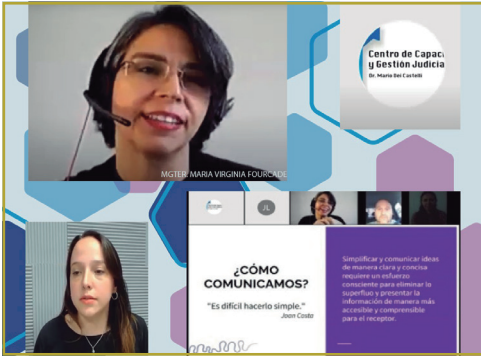 Centro de Capac
y Gestión Judicia
Dr. Mario Dei Castelli
MGTER. MARIA VIRGINIA FOURCADE
JL
¿CÓMO
COMUNICAMOS?
"Es difícil hacerlo simple."
Joan Costa
Simplificar y comunicar ideas
de manera clara y concisa
requiere un esfuerzo
consciente para eliminar lo
superfluo y presentar la
información de manera más
accesible y comprensible
para el receptor.